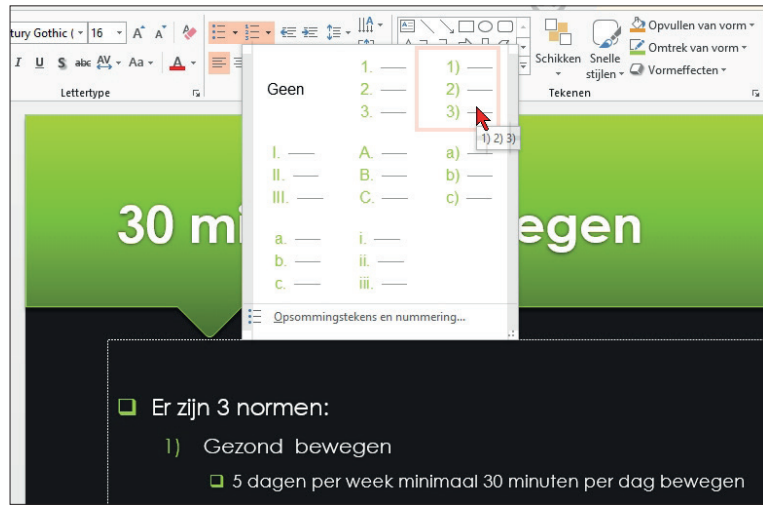 tury Gothic ( 16 A A
Opvullen van vorm
I U S abc AV Aa A
Schikken Snelle stijlen
Omtrek van vorm
Vormeffecten
Lettertype
Tekenen
Geen
1.
2.
3.
1)
2)
3)
1) 2) 3)
I.
II.
III.
A.
B.
C.
a)
b)
c)
a.
b.
c.
i.
ii.
iii.
Opsommingstekens en nummering...
30 mi egen
Er zijn 3 normen:
1) Gezond bewegen
5 dagen per week minimaal 30 minuten per dag bewegen